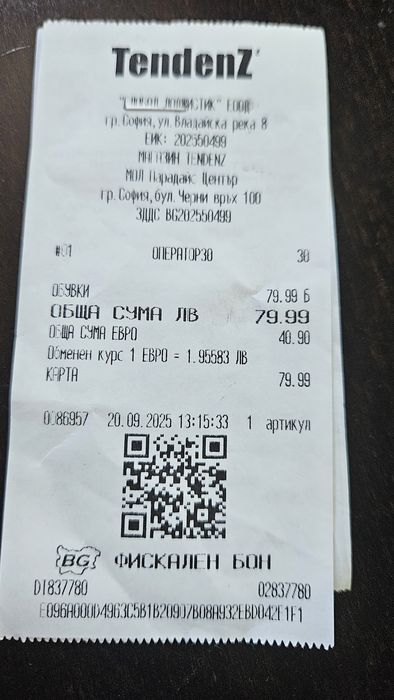 TendenZ
ЛОДЖИСТИК" ЕООД
гр.София, ул. Владайска река 8
ЕИК: 202550499
МАГАЗИН TENDENZ
МОЛ Парадайс Център
гр.София, бул. Черни връх 100
ЗДДС BG202550499
#01 ОПЕРАТОР30 30
ОБУВКИ 79.99 Б
ОБЩА СУМА ЛВ 79.99
ОБЩА СУМА ЕВРО 40.90
Обменен курс 1 ЕВРО = 1.95583 ЛВ
КАРТА 79.99
0086957 20.09.2025 13:15:33 1 артикул
BG ФИСКАЛЕН БОН
DT837780 02837780